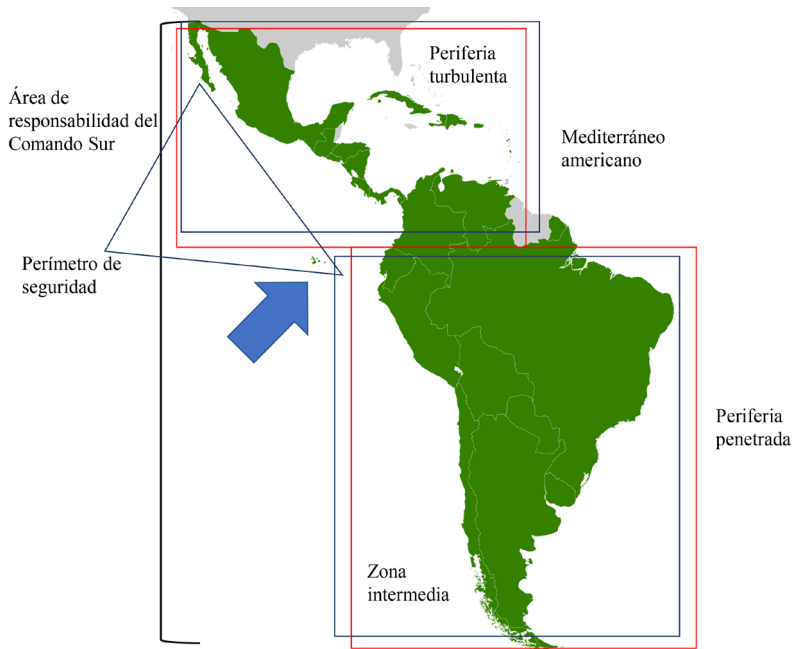 Periferia
turbulenta
Área de
responsabilidad del
Comando Sur
Mediterráneo
americano
Perímetro de
seguridad
Periferia
penetrada
Zona
intermedia